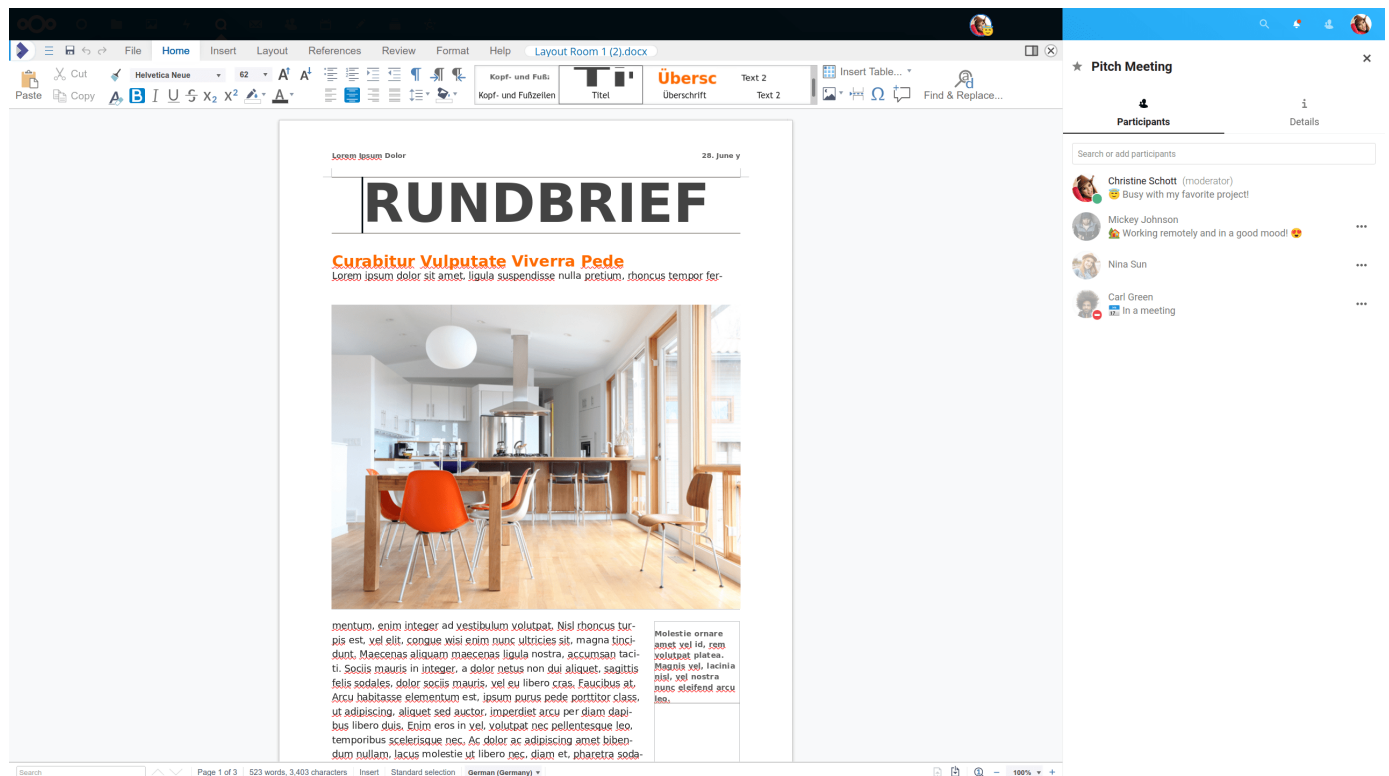 File Home Insert Layout References Review Format Help Layout Room 1 (2).docx
Cut Helvetica Neue 62 Insert Table...
Paste Copy B I U S X2 X2 A Find & Replace...
Kopf- und Fuß Übersc Text 2
Kopf- und Fußzeilen Titel Überschrift Text 2
Lorem Ipsum Dolor 28. June y
RUNDBRIEF
Curabitur Vulputate Viverra Pede
Lorem ipsum dolor sit amet, ligula suspendisse nulla pretium, rhoncus tempor fer-
mentum, enim integer ad vestibulum volutpat. Nisl rhoncus tur-
pis est, vel elit, congue wisi enim nunc ultricies sit, magna tinci-
dunt. Maecenas aliquam maecenas ligula nostra, accumsan taci-
ti. Sociis mauris in integer, a dolor netus non dui aliquet, sagittis
felis sodales, dolor sociis mauris, vel eu libero cras. Faucibus at.
Arcu habitasse elementum est, ipsum purus pede porttitor class,
ut adipiscing, aliquet sed auctor, imperdiet arcu per diam dapi-
bus libero duis. Enim eros in vel, volutpat nec pellentesque leo,
temporibus scelerisque nec. Ac dolor ac adipiscing amet biben-
dum nullam, lacus molestie ut libero nec, diam et, pharetra soda-
Molestie ornare
amet vel id, rem
volutpat platea.
Magnis vel, lacinia
nisl, vel nostra
nunc eleifend arcu
leo.
Search Page 1 of 3 523 words, 3,403 characters Insert Standard selection German (Germany) 100%
Pitch Meeting
Participants Details
Search or add participants
Christine Schott (moderator)
😇 Busy with my favorite project!
Mickey Johnson
🏡 Working remotely and in a good mood! 😍
Nina Sun
Carl Green
📅 In a meeting